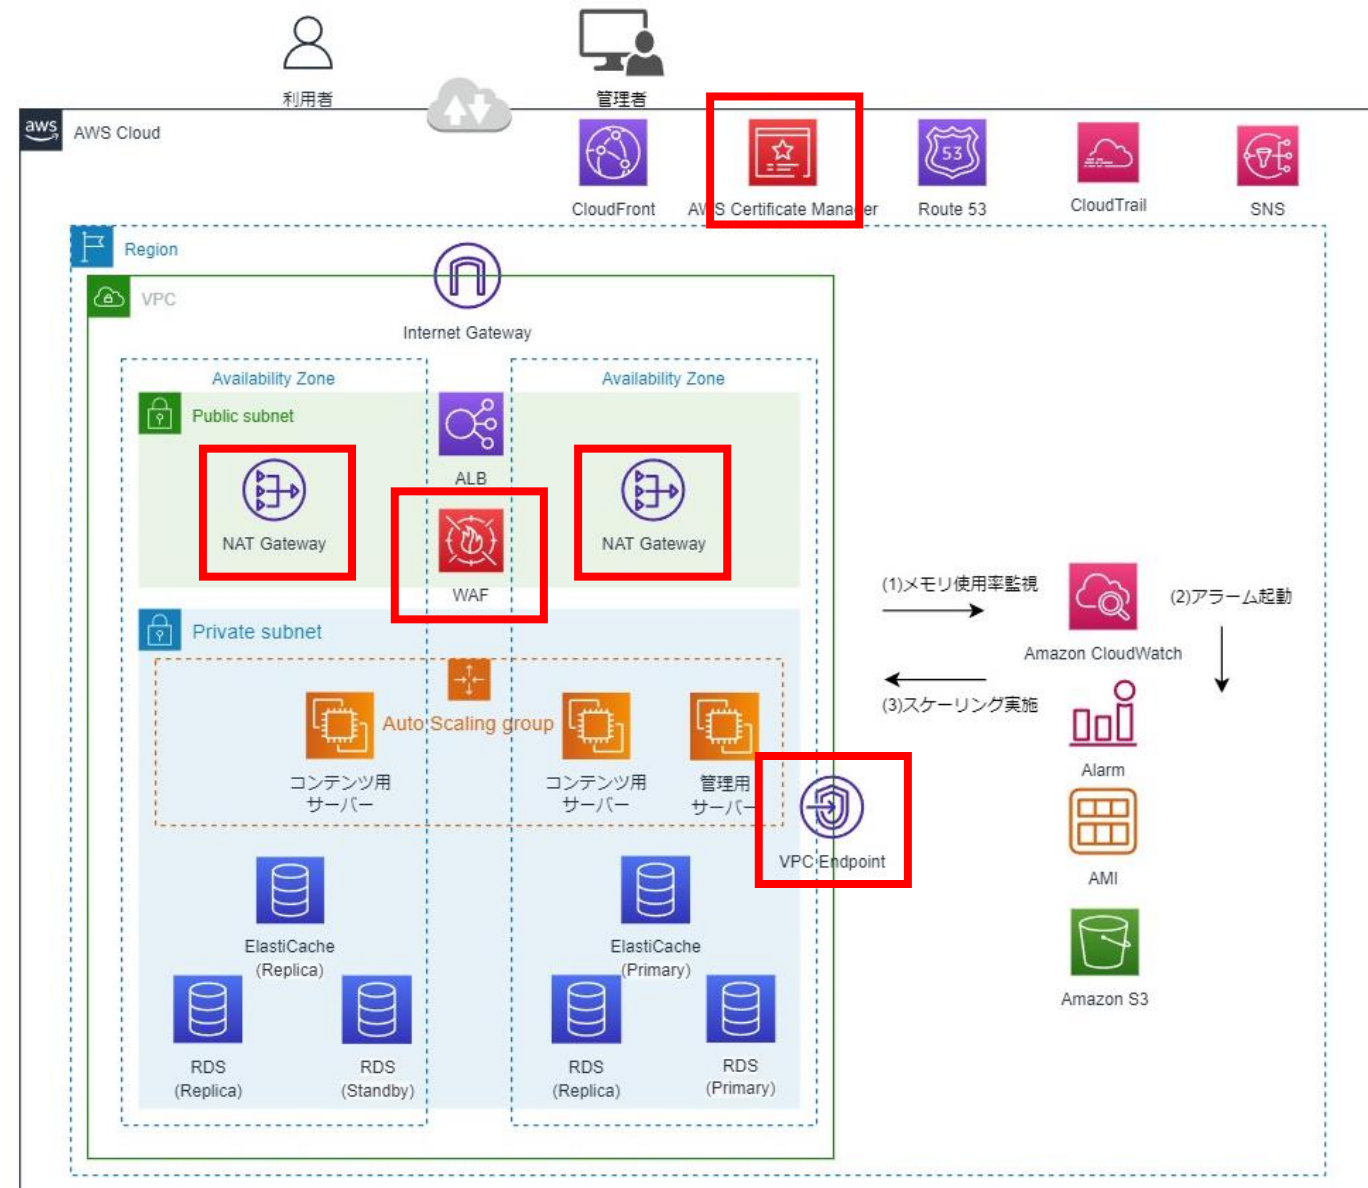 利用者
管理者
aws
AWS Cloud
CloudFront
AWS Certificate Manager
53
Route 53
CloudTrail
SNS
Region
VPC
Internet Gateway
Availability Zone
Availability Zone
Public subnet
ALB
NAT Gateway
NAT Gateway
WAF
(1)メモリ使用率監視
(2)アラーム起動
Private subnet
Amazon CloudWatch
(3)スケーリング実施
Auto Scaling group
Alarm
コンテンツ用
サーバー
コンテンツ用
サーバー
管理用
サーバー
VPC Endpoint
AMI
ElastiCache
(Replica)
ElastiCache
(Primary)
Amazon S3
RDS
(Replica)
RDS
(Standby)
RDS
(Replica)
RDS
(Primary)